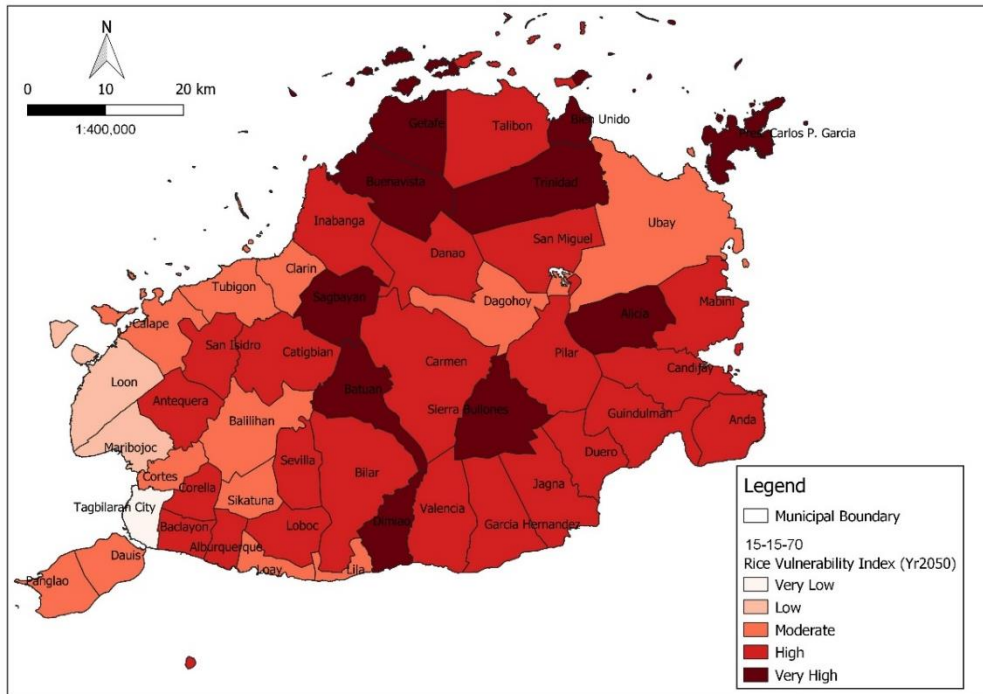 N
0 10 20 km
1:400,000
Getafe
Talibon
Bien Unido
Pres. Carlos P. Garcia
Buenavista
Trinidad
Inabanga
Ubay
San Miguel
Danao
Clarin
Tubigon
Sagbayan
Dagohoy
Mabini
Alicia
Calape
San Isidro
Catigbian
Pilar
Carmen
Candijay
Loon
Batuan
Antequera
Sierra Bullones
Guindulman
Anda
Balilihan
Maribojoc
Duero
Sevilla
Bilar
Cortes
Jagna
Corella
Sikatuna
Tagbilaran City
Valencia
Baclayon
Loboc
Dimiao
Garcia Hernandez
Alburquerque
Dauis
Loay
Lila
Panglao
Legend
Municipal Boundary
15-15-70
Rice Vulnerability Index (Yr2050)
Very Low
Low
Moderate
High
Very High